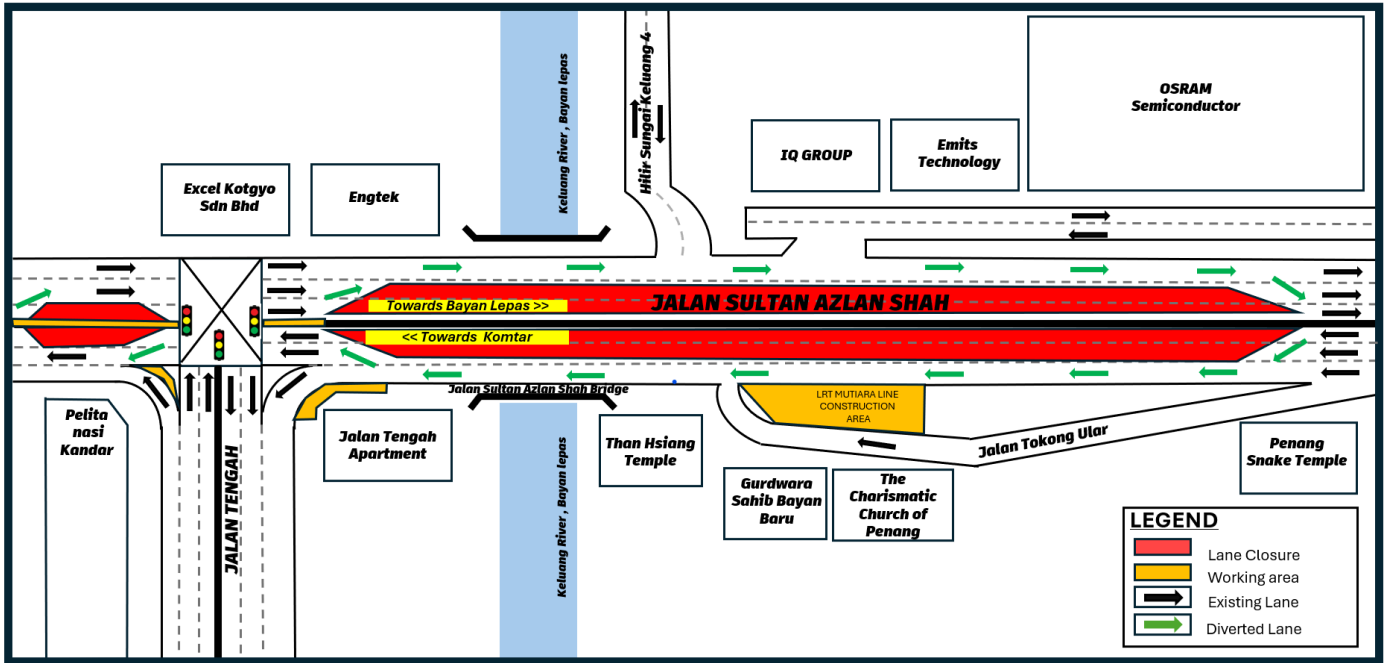 Keluang River , Bayan lepas
Hilir Sungai Keluang 4
OSRAM
Semiconductor
IQ GROUP
Emits
Technology
Excel Kotgyo
Sdn Bhd
Engtek
Towards Bayan Lepas >>
JALAN SULTAN AZLAN SHAH
<< Towards Komtar
Jalan Sultan Azlan Shah Bridge
LRT MUTIARA LINE
CONSTRUCTION
AREA
Pelita
nasi
Kandar
JALAN TENGAH
Jalan Tengah
Apartment
Keluang River , Bayan lepas
Than Hsiang
Temple
Jalan Tokong Ular
Penang
Snake Temple
Gurdwara
Sahib Bayan
Baru
The
Charismatic
Church of
Penang
LEGEND
Lane Closure
Working area
Existing Lane
Diverted Lane